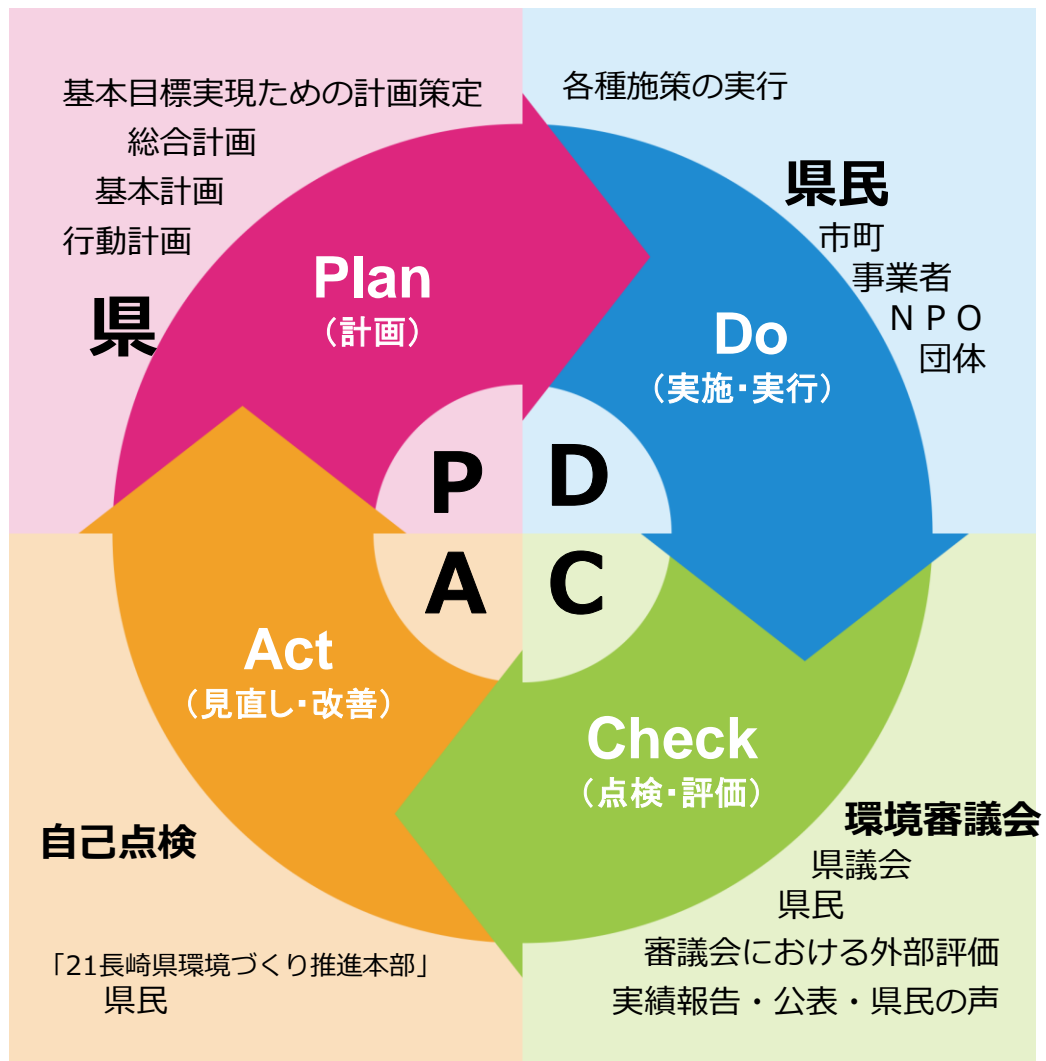 基本目標実現ための計画策定
総合計画
基本計画
行動計画
県
Plan
（計画）
各種施策の実行
県民
市町
事業者
ＮＰＯ
団体
Do
（実施・実行）
P
D
A
C
Act
（見直し・改善）
自己点検
「21長崎県環境づくり推進本部」
県民
Check
（点検・評価）
環境審議会
県議会
県民
審議会における外部評価
実績報告・公表・県民の声